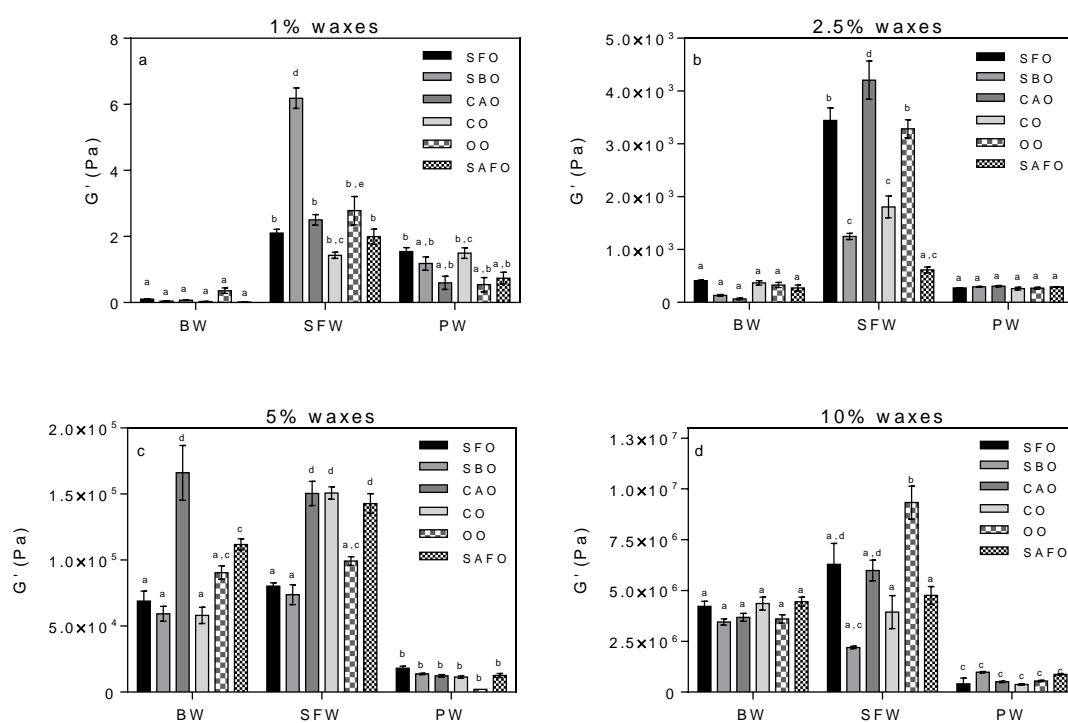 1% waxes
a
G' (Pa)
8
6
4
2
0
SFO
SBO
CAO
CO
OO
SAFO
a a a a a a
b d b b,c b,e b
b a,b a,b b,c a,b a,b
BW SFW PW
2.5% waxes
b
G' (Pa)
5.0×10³
4.0×10³
3.0×10³
2.0×10³
1.0×10³
0
SFO
SBO
CAO
CO
OO
SAFO
a a a a a a
b c d c b a,c
a a a a a a
BW SFW PW
5% waxes
c
G' (Pa)
2.0×10⁵
1.5×10⁵
1.0×10⁵
5.0×10⁴
0
SFO
SBO
CAO
CO
OO
SAFO
a a d a a,c c
a a d d a,c d
b b b b b b
BW SFW PW
10% waxes
d
G' (Pa)
1.3×10⁷
1.0×10⁷
7.5×10⁶
5.0×10⁶
2.5×10⁶
0
SFO
SBO
CAO
CO
OO
SAFO
a a a a a a
a,d a,c a,d a b a
c c c c c c
BW SFW PW